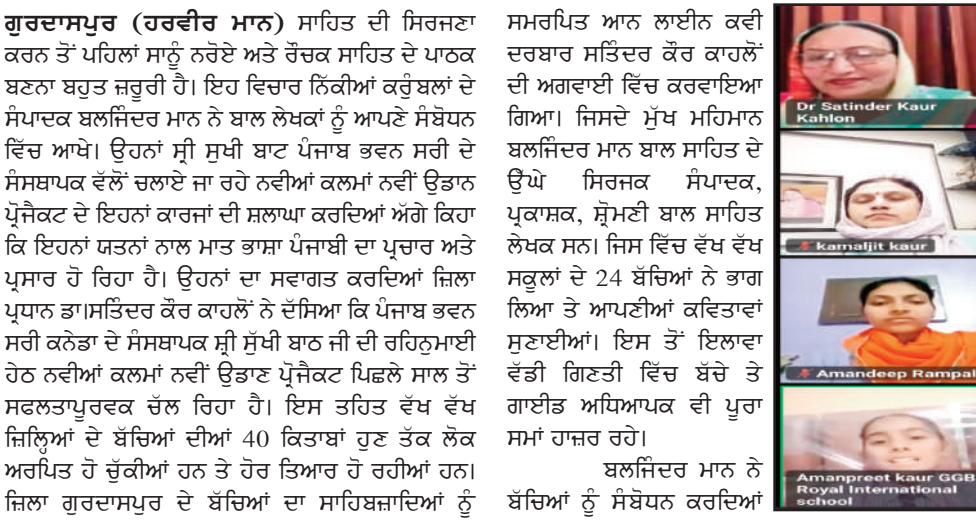 ਗੁਰਦਾਸਪੁਰ (ਹਰਵੀਰ ਮਾਨ) ਸਾਹਿਤ ਦੀ ਸਿਰਜਣਾ
ਕਰਨ ਤੋਂ ਪਹਿਲਾਂ ਸਾਨੂੰ ਨਰੋਏ ਅਤੇ ਰੌਚਕ ਸਾਹਿਤ ਦੇ ਪਾਠਕ
ਬਣਨਾ ਬਹੁਤ ਜ਼ਰੂਰੀ ਹੈ। ਇਹ ਵਿਚਾਰ ਨਿੱਕੀਆਂ ਕਰੂੰਬਲਾਂ ਦੇ
ਸੰਪਾਦਕ ਬਲਜਿੰਦਰ ਮਾਨ ਨੇ ਬਾਲ ਲੇਖਕਾਂ ਨੂੰ ਆਪਣੇ ਸੰਬੋਧਨ
ਵਿੱਚ ਆਖੇ। ਉਹਨਾਂ ਸ੍ਰੀ ਸੁਖੀ ਬਾਟ ਪੰਜਾਬ ਭਵਨ ਸਰੀ ਦੇ
ਸੰਸਥਾਪਕ ਵੱਲੋਂ ਚਲਾਏ ਜਾ ਰਹੇ ਨਵੀਆਂ ਕਲਮਾਂ ਨਵੀਂ ਉਡਾਨ
ਪ੍ਰੋਜੈਕਟ ਦੇ ਇਹਨਾਂ ਕਾਰਜਾਂ ਦੀ ਸ਼ਲਾਘਾ ਕਰਦਿਆਂ ਅੱਗੇ ਕਿਹਾ
ਕਿ ਇਹਨਾਂ ਯਤਨਾਂ ਨਾਲ ਮਾਤ ਭਾਸ਼ਾ ਪੰਜਾਬੀ ਦਾ ਪ੍ਰਚਾਰ ਅਤੇ
ਪ੍ਰਸਾਰ ਹੋ ਰਿਹਾ ਹੈ। ਉਹਨਾਂ ਦਾ ਸਵਾਗਤ ਕਰਦਿਆਂ ਜ਼ਿਲਾ
ਪ੍ਰਧਾਨ ਡਾ।ਸਤਿੰਦਰ ਕੌਰ ਕਾਹਲੋਂ ਨੇ ਦੱਸਿਆ ਕਿ ਪੰਜਾਬ ਭਵਨ
ਸਰੀ ਕਨੇਡਾ ਦੇ ਸੰਸਥਾਪਕ ਸ਼੍ਰੀ ਸੁੱਖੀ ਬਾਠ ਜੀ ਦੀ ਰਹਿਨੁਮਾਈ
ਹੇਠ ਨਵੀਆਂ ਕਲਮਾਂ ਨਵੀਂ ਉਡਾਣ ਪ੍ਰੋਜੈਕਟ ਪਿਛਲੇ ਸਾਲ ਤੋਂ
ਸਫਲਤਾਪੂਰਵਕ ਚੱਲ ਰਿਹਾ ਹੈ। ਇਸ ਤਹਿਤ ਵੱਖ ਵੱਖ
ਜ਼ਿਲ੍ਹਿਆਂ ਦੇ ਬੱਚਿਆਂ ਦੀਆਂ 40 ਕਿਤਾਬਾਂ ਹੁਣ ਤੱਕ ਲੋਕ
ਅਰਪਿਤ ਹੋ ਚੁੱਕੀਆਂ ਹਨ ਤੇ ਹੋਰ ਤਿਆਰ ਹੋ ਰਹੀਆਂ ਹਨ।
ਜ਼ਿਲਾ ਗੁਰਦਾਸਪੁਰ ਦੇ ਬੱਚਿਆਂ ਦਾ ਸਾਹਿਬਜ਼ਾਦਿਆਂ ਨੂੰ
ਸਮਰਪਿਤ ਆਨ ਲਾਈਨ ਕਵੀ
ਦਰਬਾਰ ਸਤਿੰਦਰ ਕੌਰ ਕਾਹਲੋਂ
ਦੀ ਅਗਵਾਈ ਵਿੱਚ ਕਰਵਾਇਆ
ਗਿਆ। ਜਿਸਦੇ ਮੁੱਖ ਮਹਿਮਾਨ
ਬਲਜਿੰਦਰ ਮਾਨ ਬਾਲ ਸਾਹਿਤ ਦੇ
ਉੱਘੇ ਸਿਰਜਕ ਸੰਪਾਦਕ,
ਪ੍ਰਕਾਸ਼ਕ, ਸ਼੍ਰੋਮਣੀ ਬਾਲ ਸਾਹਿਤ
ਲੇਖਕ ਸਨ। ਜਿਸ ਵਿੱਚ ਵੱਖ ਵੱਖ
ਸਕੂਲਾਂ ਦੇ 24 ਬੱਚਿਆਂ ਨੇ ਭਾਗ
ਲਿਆ ਤੇ ਆਪਣੀਆਂ ਕਵਿਤਾਵਾਂ
ਸੁਣਾਈਆਂ। ਇਸ ਤੋਂ ਇਲਾਵਾ
ਵੱਡੀ ਗਿਣਤੀ ਵਿੱਚ ਬੱਚੇ ਤੇ
ਗਾਈਡ ਅਧਿਆਪਕ ਵੀ ਪੂਰਾ
ਸਮਾਂ ਹਾਜ਼ਰ ਰਹੇ।
ਬਲਜਿੰਦਰ ਮਾਨ ਨੇ
ਬੱਚਿਆਂ ਨੂੰ ਸੰਬੋਧਨ ਕਰਦਿਆਂ
Dr Satinder Kaur
Kahlon
kamaljit kaur
Amandeep Rampal
Amanpreet kaur GGB
Royal International
school